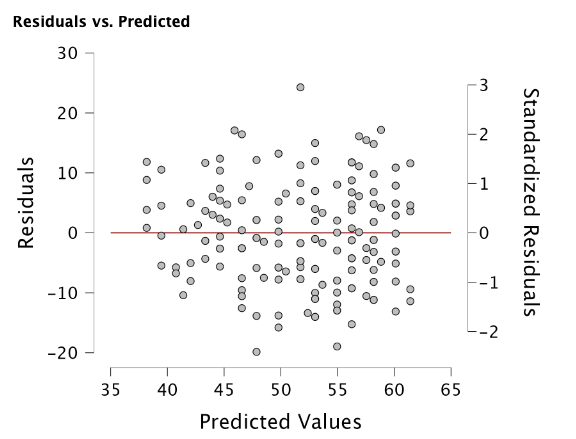 Residuals vs. Predicted
30
20
10
0
−10
−20
Residuals
3
2
1
0
−1
−2
Standardized Residuals
35 40 45 50 55 60 65
Predicted Values